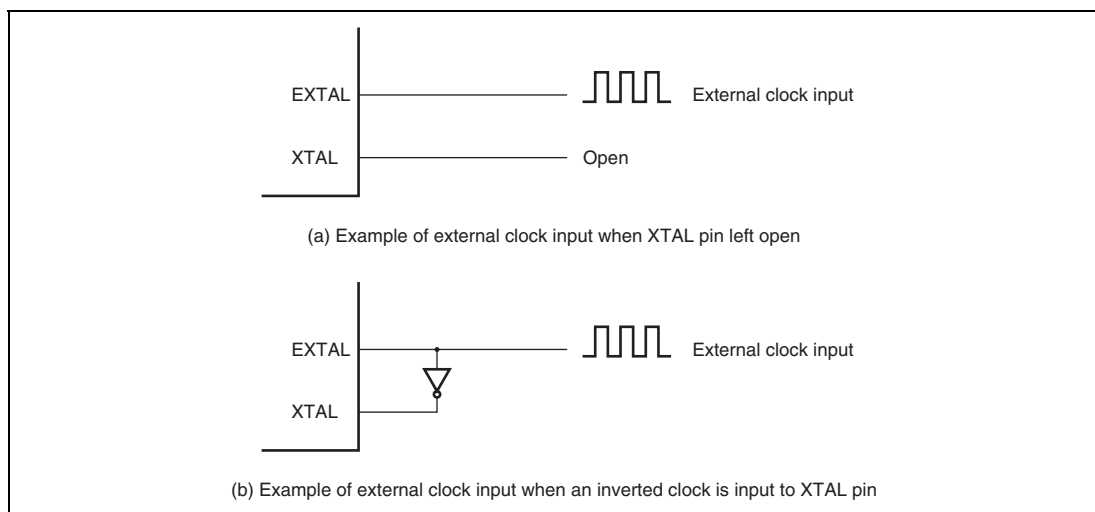 EXTAL
External clock input
XTAL
Open
(a) Example of external clock input when XTAL pin left open
EXTAL
External clock input
XTAL
(b) Example of external clock input when an inverted clock is input to XTAL pin